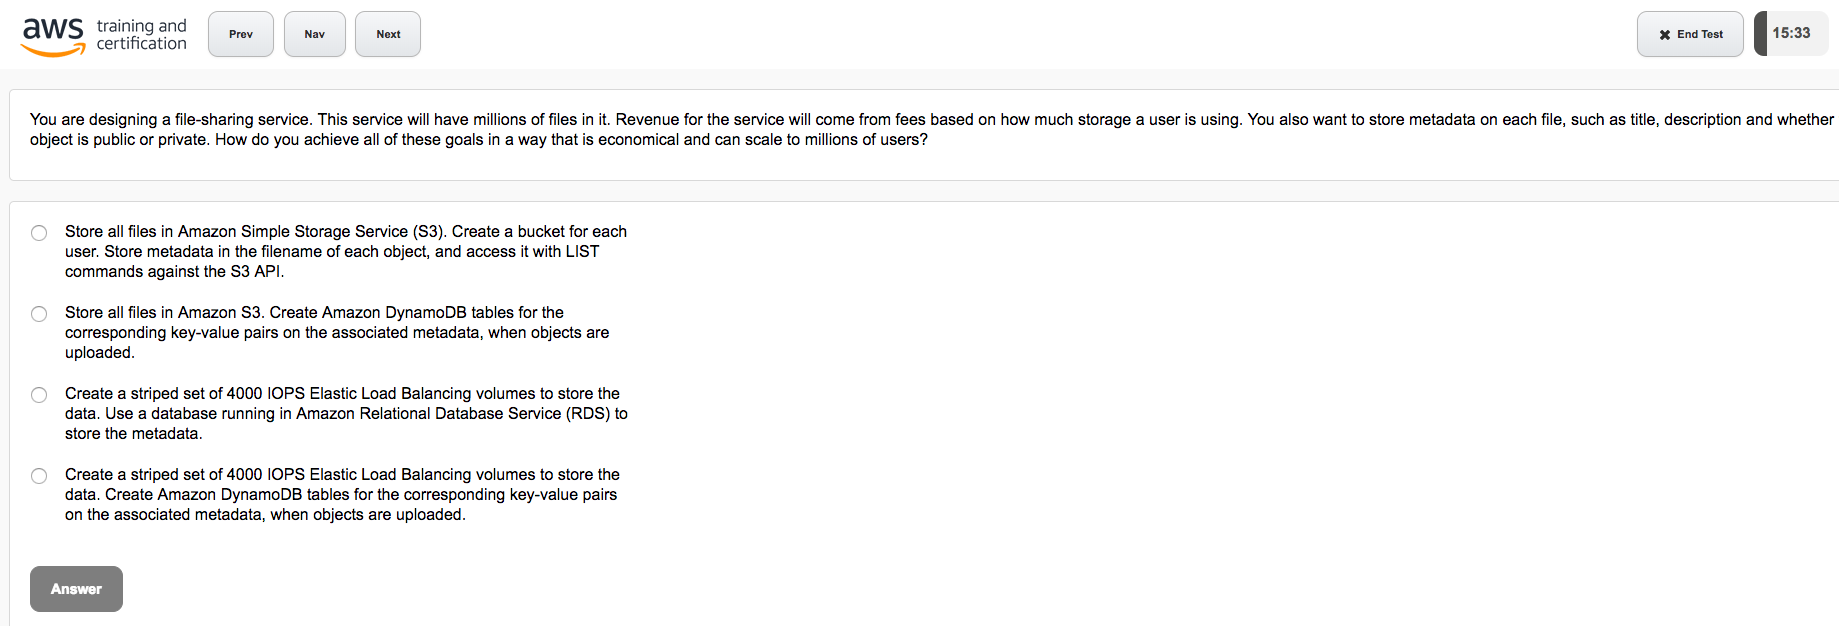 aws training and certification
Prev
Nav
Next
End Test
15:33
You are designing a file-sharing service. This service will have millions of files in it. Revenue for the service will come from fees based on how much storage a user is using. You also want to store metadata on each file, such as title, description and whether
object is public or private. How do you achieve all of these goals in a way that is economical and can scale to millions of users?
Store all files in Amazon Simple Storage Service (S3). Create a bucket for each
user. Store metadata in the filename of each object, and access it with LIST
commands against the S3 API.
Store all files in Amazon S3. Create Amazon DynamoDB tables for the
corresponding key-value pairs on the associated metadata, when objects are
uploaded.
Create a striped set of 4000 IOPS Elastic Load Balancing volumes to store the
data. Use a database running in Amazon Relational Database Service (RDS) to
store the metadata.
Create a striped set of 4000 IOPS Elastic Load Balancing volumes to store the
data. Create Amazon DynamoDB tables for the corresponding key-value pairs
on the associated metadata, when objects are uploaded.
Answer